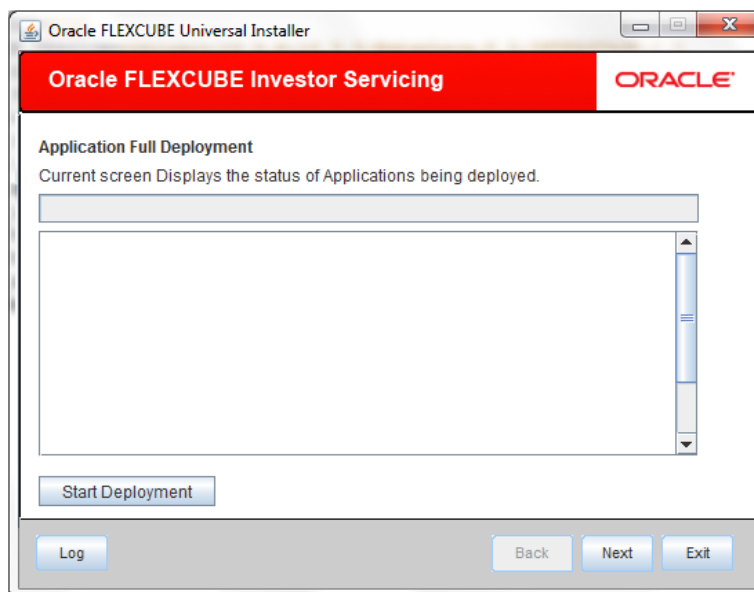 Oracle FLEXCUBE Universal Installer
Oracle FLEXCUBE Investor Servicing
ORACLE
Application Full Deployment
Current screen Displays the status of Applications being deployed.
Start Deployment
Log
Back
Next
Exit